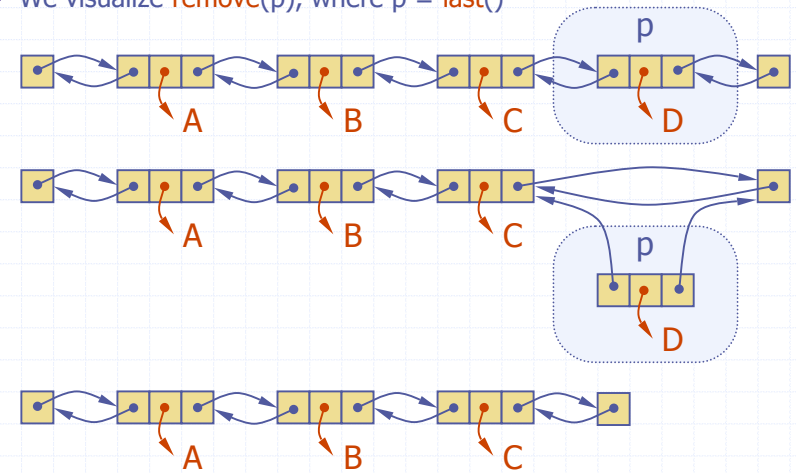 We visualize remove(p), where p = last()
p
A B C D
A B C
p
D
A B C